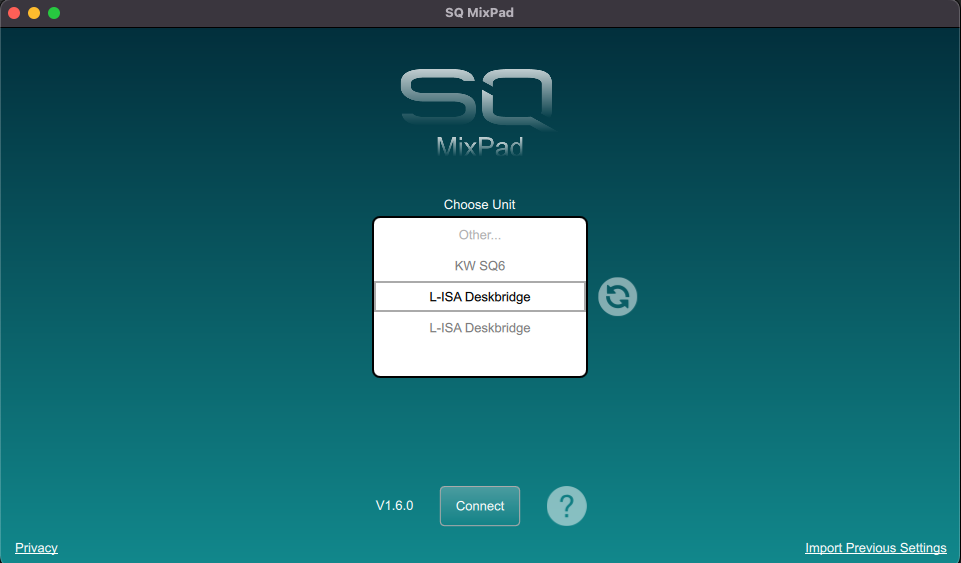 SQ MixPad
SQ
MixPad
Choose Unit
Other...
KW SQ6
L-ISA Deskbridge
L-ISA Deskbridge
V1.6.0
Connect
?
Privacy
Import Previous Settings